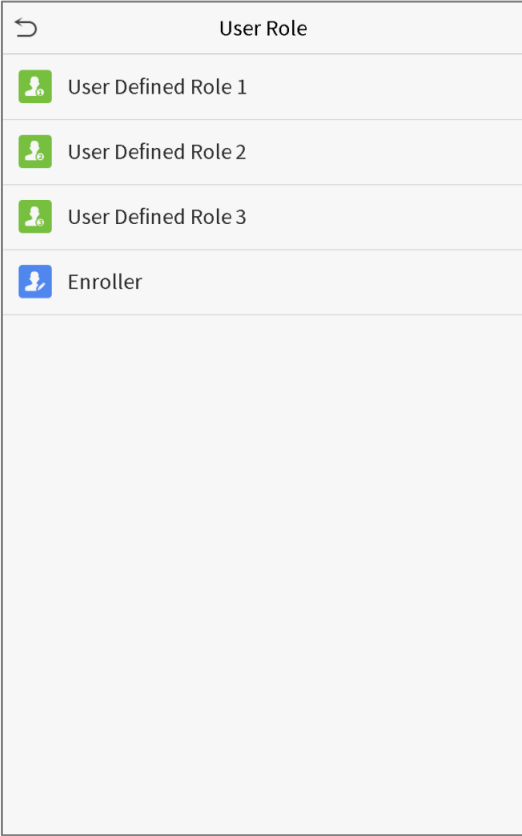 User Role
User Defined Role 1
User Defined Role 2
User Defined Role 3
Enroller